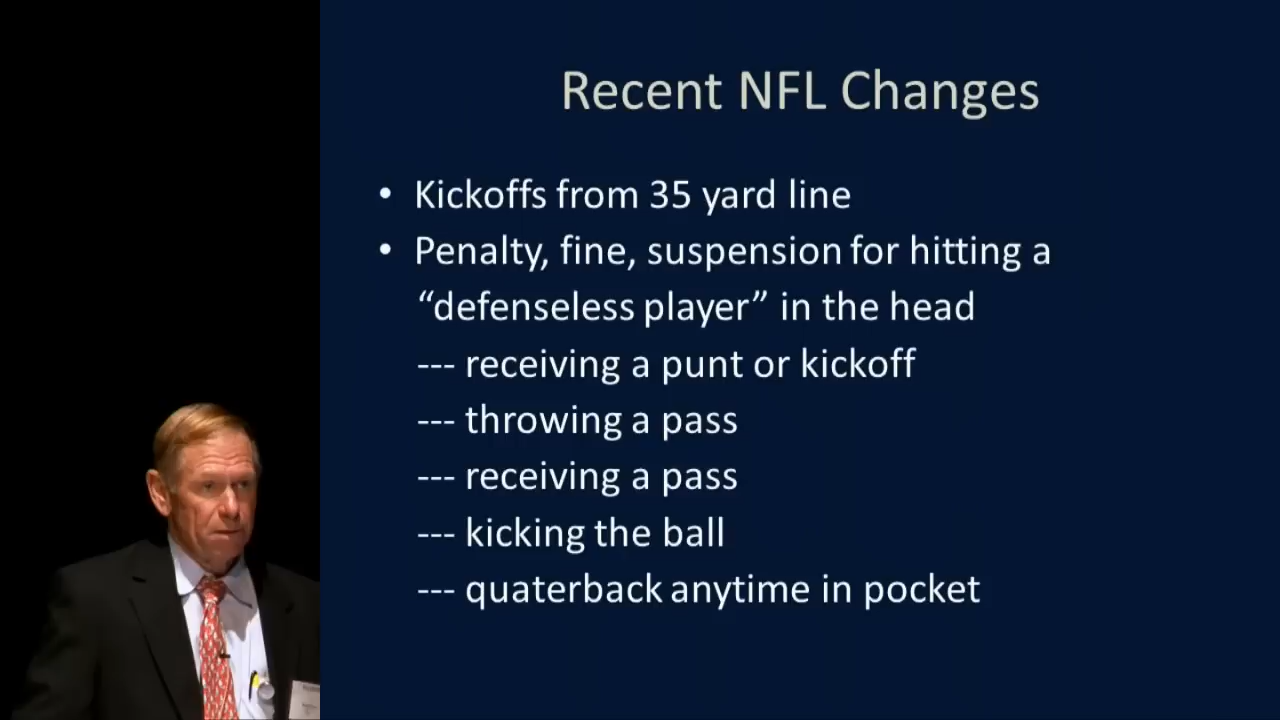 Recent NFL Changes
• Kickoffs from 35 yard line
• Penalty, fine, suspension for hitting a
“defenseless player” in the head
--- receiving a punt or kickoff
--- throwing a pass
--- receiving a pass
--- kicking the ball
--- quaterback anytime in pocket